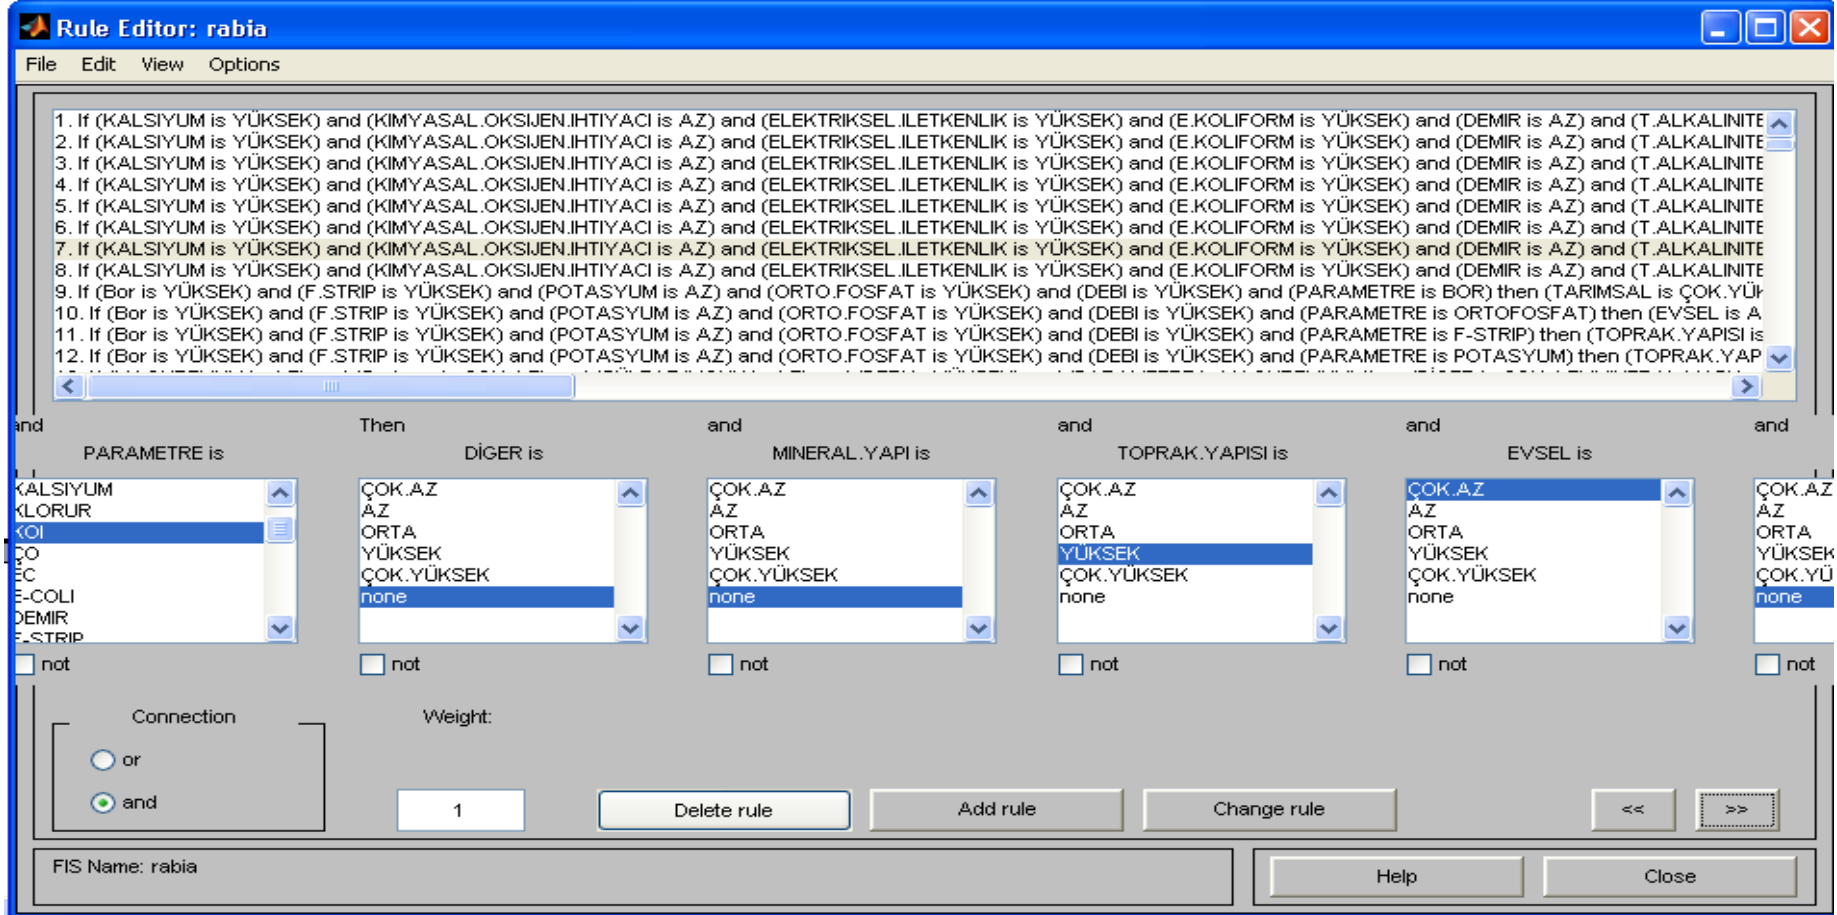 Rule Editor: rabia
File Edit View Options
1. If (KALSIYUM is YÜKSEK) and (KIMYASAL.OKSIJEN.IHTIYACI is AZ) and (ELEKTRIKSEL.ILETKENLIK is YÜKSEK) and (E.KOLIFORM is YÜKSEK) and (DEMIR is AZ) and (T.ALKALINITE
2. If (KALSIYUM is YÜKSEK) and (KIMYASAL.OKSIJEN.IHTIYACI is AZ) and (ELEKTRIKSEL.ILETKENLIK is YÜKSEK) and (E.KOLIFORM is YÜKSEK) and (DEMIR is AZ) and (T.ALKALINITE
3. If (KALSIYUM is YÜKSEK) and (KIMYASAL.OKSIJEN.IHTIYACI is AZ) and (ELEKTRIKSEL.ILETKENLIK is YÜKSEK) and (E.KOLIFORM is YÜKSEK) and (DEMIR is AZ) and (T.ALKALINITE
4. If (KALSIYUM is YÜKSEK) and (KIMYASAL.OKSIJEN.IHTIYACI is AZ) and (ELEKTRIKSEL.ILETKENLIK is YÜKSEK) and (E.KOLIFORM is YÜKSEK) and (DEMIR is AZ) and (T.ALKALINITE
5. If (KALSIYUM is YÜKSEK) and (KIMYASAL.OKSIJEN.IHTIYACI is AZ) and (ELEKTRIKSEL.ILETKENLIK is YÜKSEK) and (E.KOLIFORM is YÜKSEK) and (DEMIR is AZ) and (T.ALKALINITE
6. If (KALSIYUM is YÜKSEK) and (KIMYASAL.OKSIJEN.IHTIYACI is AZ) and (ELEKTRIKSEL.ILETKENLIK is YÜKSEK) and (E.KOLIFORM is YÜKSEK) and (DEMIR is AZ) and (T.ALKALINITE
7. If (KALSIYUM is YÜKSEK) and (KIMYASAL.OKSIJEN.IHTIYACI is AZ) and (ELEKTRIKSEL.ILETKENLIK is YÜKSEK) and (E.KOLIFORM is YÜKSEK) and (DEMIR is AZ) and (T.ALKALINITE
8. If (KALSIYUM is YÜKSEK) and (KIMYASAL.OKSIJEN.IHTIYACI is AZ) and (ELEKTRIKSEL.ILETKENLIK is YÜKSEK) and (E.KOLIFORM is YÜKSEK) and (DEMIR is AZ) and (T.ALKALINITE
9. If (Bor is YÜKSEK) and (F.STRIP is YÜKSEK) and (POTASYUM is AZ) and (ORTO.FOSFAT is YÜKSEK) and (DEBI is YÜKSEK) and (PARAMETRE is BOR) then (TARIMSAL is ÇOK.YÜK
10. If (Bor is YÜKSEK) and (F.STRIP is YÜKSEK) and (POTASYUM is AZ) and (ORTO.FOSFAT is YÜKSEK) and (DEBI is YÜKSEK) and (PARAMETRE is ORTOFOSFAT) then (EVSEL is A
11. If (Bor is YÜKSEK) and (F.STRIP is YÜKSEK) and (POTASYUM is AZ) and (ORTO.FOSFAT is YÜKSEK) and (DEBI is YÜKSEK) and (PARAMETRE is F-STRIP) then (TOPRAK.YAPISI is
12. If (Bor is YÜKSEK) and (F.STRIP is YÜKSEK) and (POTASYUM is AZ) and (ORTO.FOSFAT is YÜKSEK) and (DEBI is YÜKSEK) and (PARAMETRE is POTASYUM) then (TOPRAK.YAP
and Then and and and and
PARAMETRE is DİGER is MINERAL.YAPI is TOPRAK.YAPISI is EVSEL is
KALSIYUM ÇOK.AZ ÇOK.AZ ÇOK.AZ ÇOK.AZ ÇOK.AZ
KLORUR AZ AZ AZ AZ AZ
KOI ORTA ORTA ORTA ORTA ORTA
ÇO YÜKSEK YÜKSEK YÜKSEK YÜKSEK YÜKSEK
EC ÇOK.YÜKSEK ÇOK.YÜKSEK ÇOK.YÜKSEK ÇOK.YÜKSEK ÇOK.YÜ
E-COLI none none none none none
DEMIR
F-STRIP
not not not not not not
Connection Weight:
or
and 1 Delete rule Add rule Change rule << >>
FIS Name: rabia
Help Close